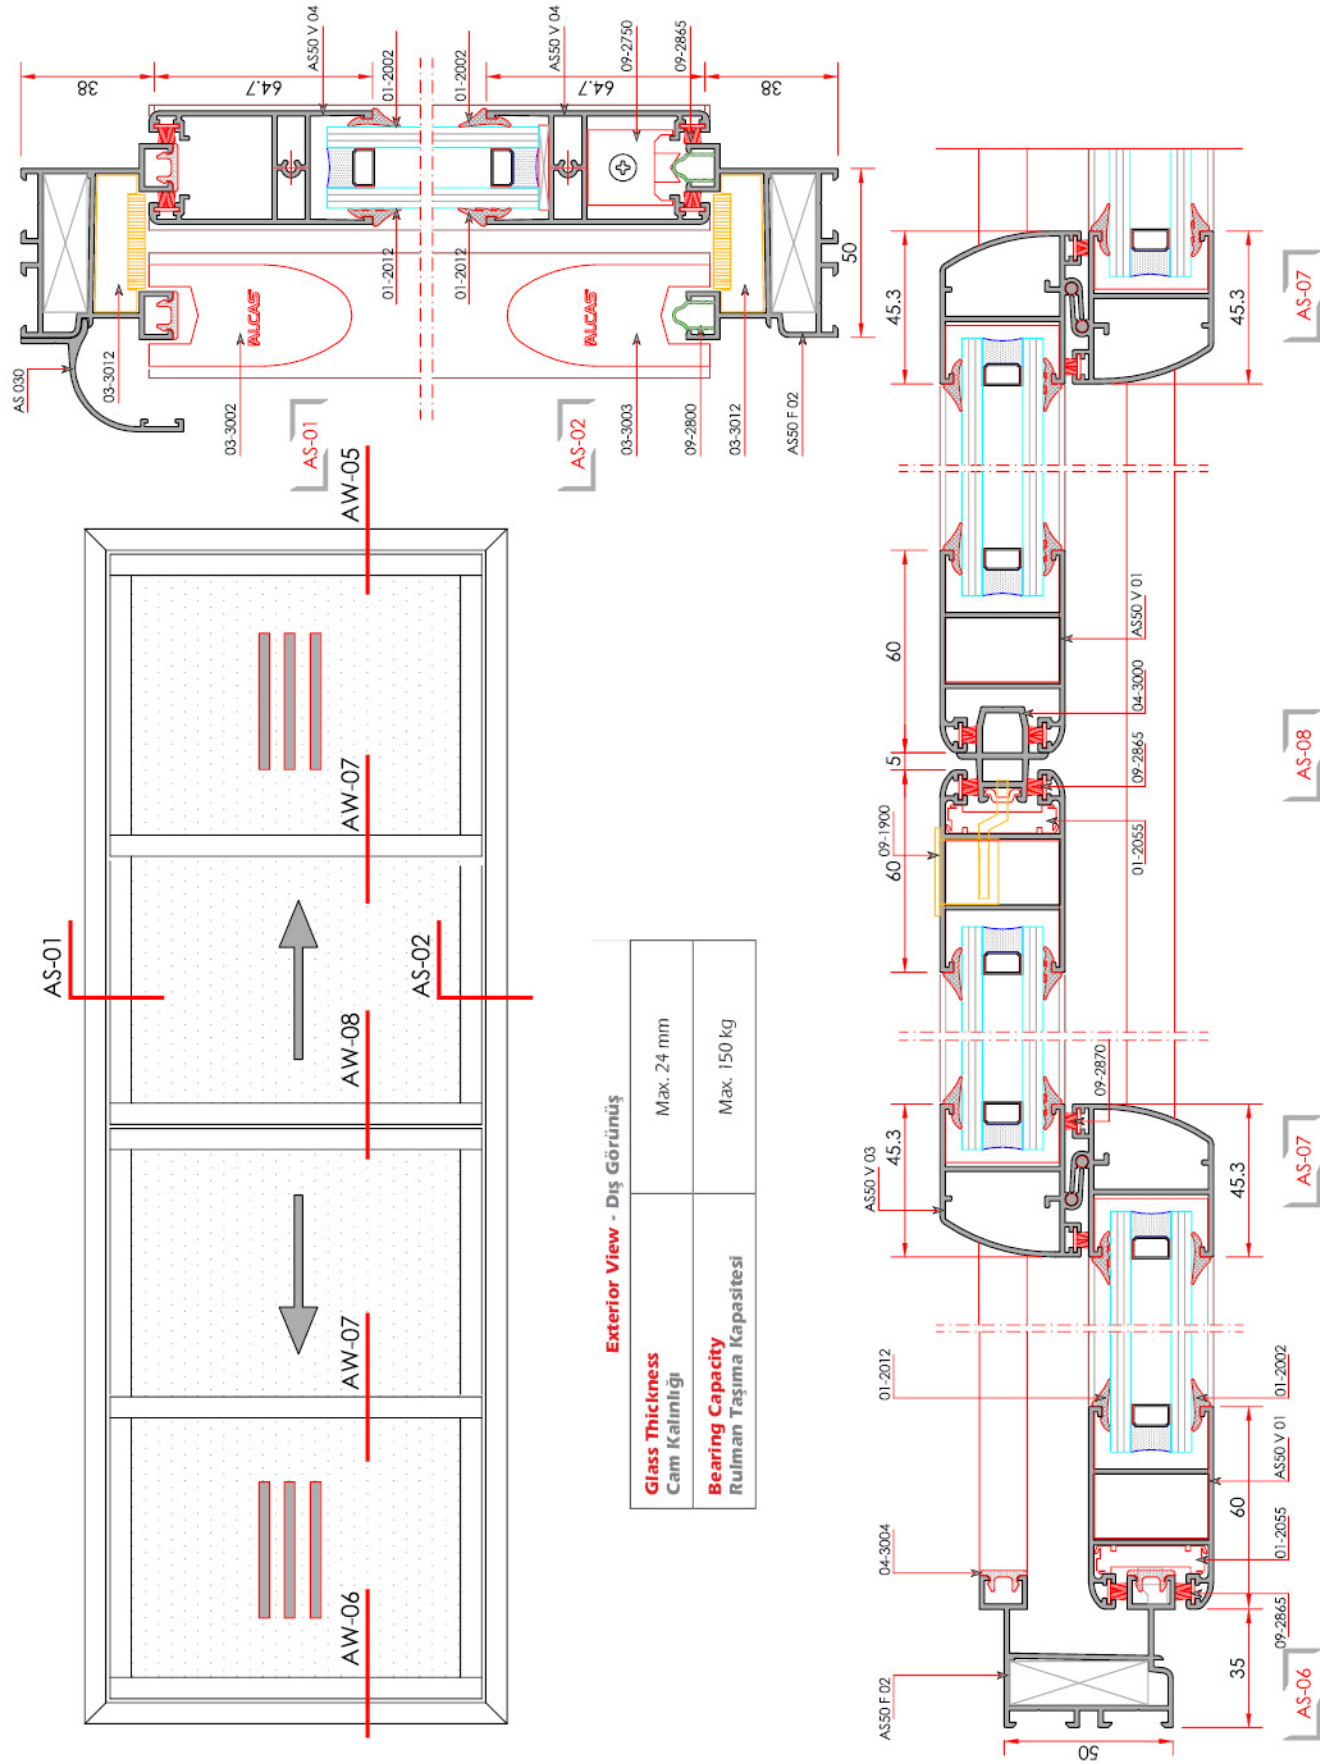 AS-01
AS-02
AW-06
AW-07
AW-08
AW-07
AW-05
Exterior View - Dış Görünüş
Glass Thickness
Cam Kalınlığı
Max. 24 mm
Bearing Capacity
Rulman Taşıma Kapasitesi
Max. 150 kg
38
64.7
64.7
38
50
AS50 V 04
01-2002
01-2002
AS50 V 04
09-2750
09-2865
AS 030
03-3012
03-3002
01-2012
01-2012
03-3003
09-2800
03-3012
AS50 F 02
ALCAS
ALCAS
AS-01
AS-02
AS50 F 02
04-3004
01-2012
AS50 V 03
45.3
60
09-1900
5
60
45.3
09-2870
01-2055
09-2865
04-3000
AS50 V 01
50
35
60
45.3
45.3
09-2865
01-2055
AS50 V 01
01-2002
AS-06
AS-07
AS-08
AS-07